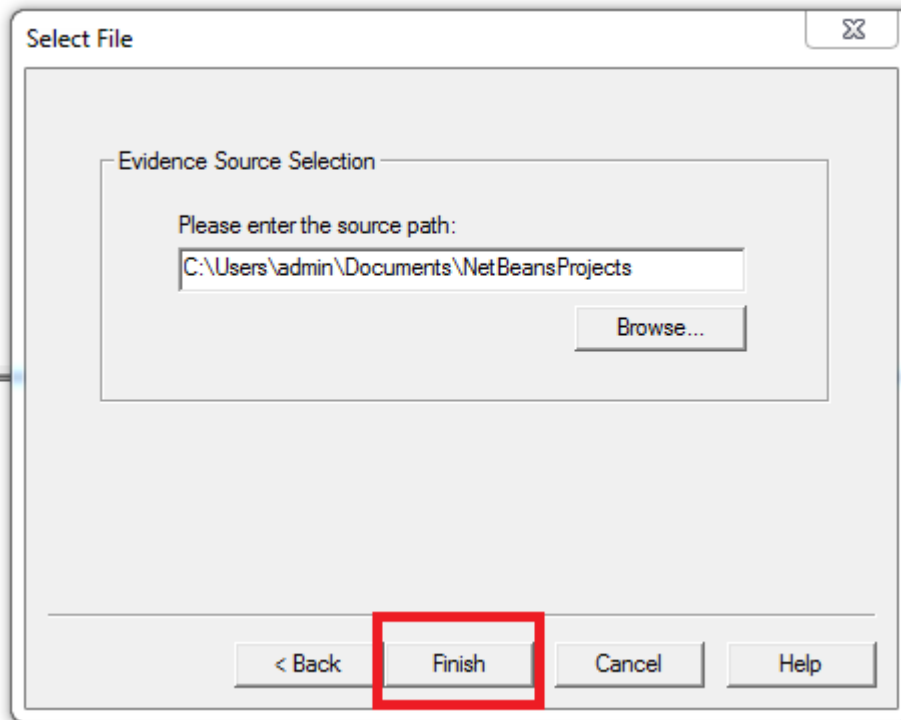 Select File
Evidence Source Selection
Please enter the source path:
C:\Users\admin\Documents\NetBeansProjects
Browse...
< Back Finish Cancel Help